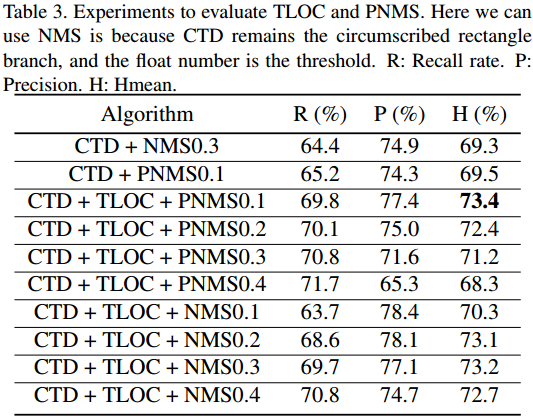 Table 3. Experiments to evaluate TLOC and PNMS. Here we can
use NMS is because CTD remains the circumscribed rectangle
branch, and the float number is the threshold. R: Recall rate. P:
Precision. H: Hmean.
Algorithm R (%) P (%) H (%)
CTD + NMS0.3 64.4 74.9 69.3
CTD + PNMS0.1 65.2 74.3 69.5
CTD + TLOC + PNMS0.1 69.8 77.4 73.4
CTD + TLOC + PNMS0.2 70.1 75.0 72.4
CTD + TLOC + PNMS0.3 70.8 71.6 71.2
CTD + TLOC + PNMS0.4 71.7 65.3 68.3
CTD + TLOC + NMS0.1 63.7 78.4 70.3
CTD + TLOC + NMS0.2 68.6 78.1 73.1
CTD + TLOC + NMS0.3 69.7 77.1 73.2
CTD + TLOC + NMS0.4 70.8 74.7 72.7